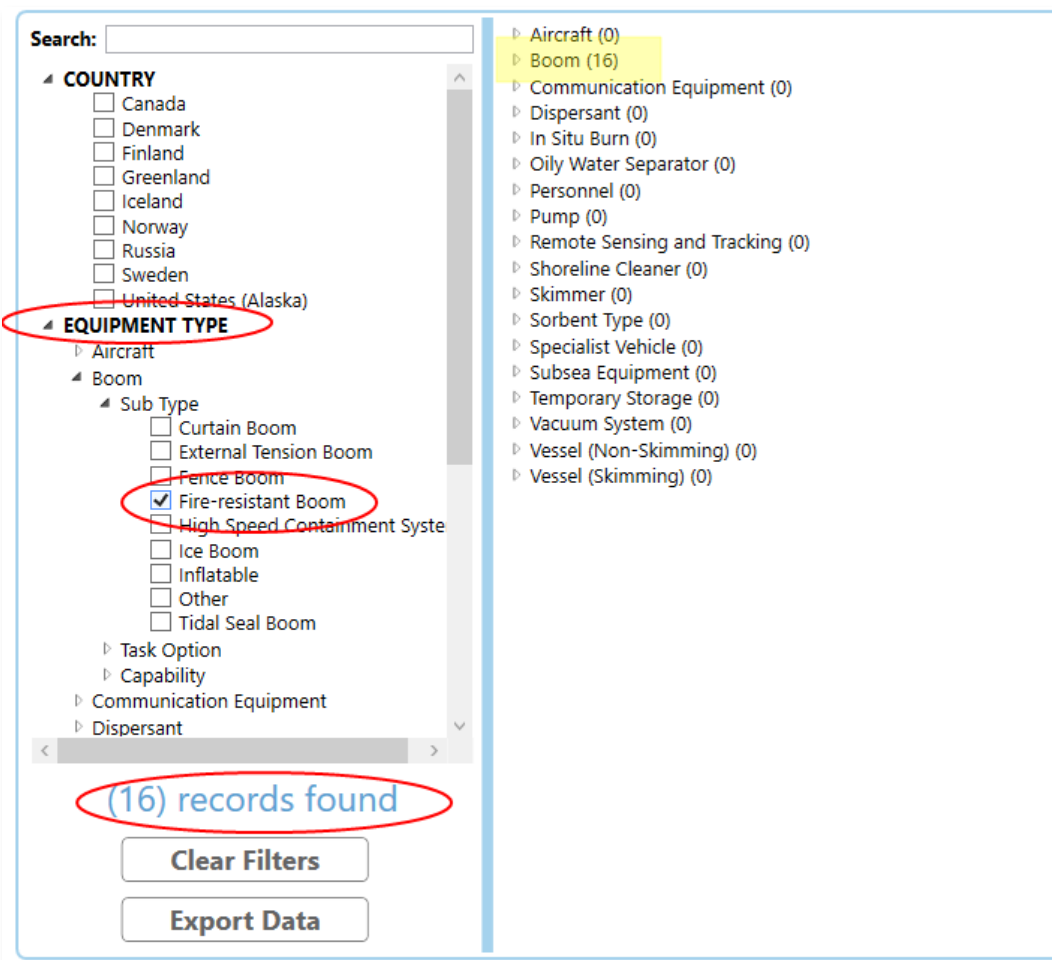 Search:
COUNTRY
Canada
Denmark
Finland
Greenland
Iceland
Norway
Russia
Sweden
United States (Alaska)
EQUIPMENT TYPE
Aircraft
Boom
Sub Type
Curtain Boom
External Tension Boom
Fence Boom
Fire-resistant Boom
High Speed Containment Syste
Ice Boom
Inflatable
Other
Tidal Seal Boom
Task Option
Capability
Communication Equipment
Dispersant
(16) records found
Clear Filters
Export Data
Aircraft (0)
Boom (16)
Communication Equipment (0)
Dispersant (0)
In Situ Burn (0)
Oily Water Separator (0)
Personnel (0)
Pump (0)
Remote Sensing and Tracking (0)
Shoreline Cleaner (0)
Skimmer (0)
Sorbent Type (0)
Specialist Vehicle (0)
Subsea Equipment (0)
Temporary Storage (0)
Vacuum System (0)
Vessel (Non-Skimming) (0)
Vessel (Skimming) (0)